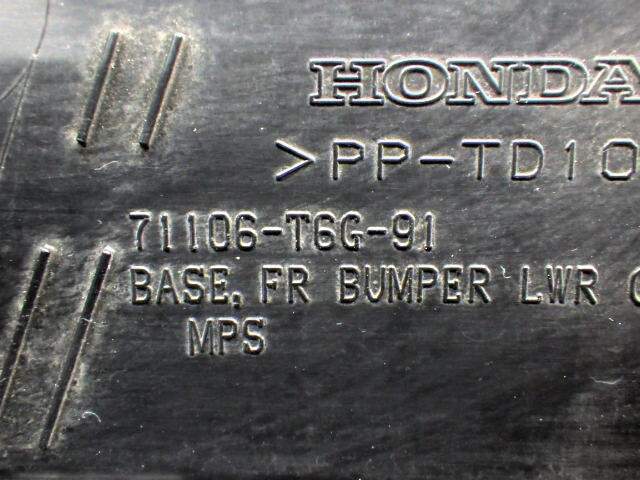 HONDA
>PP-TD10
71106-T6G-91
BASE, FR BUMPER LWR
MPS